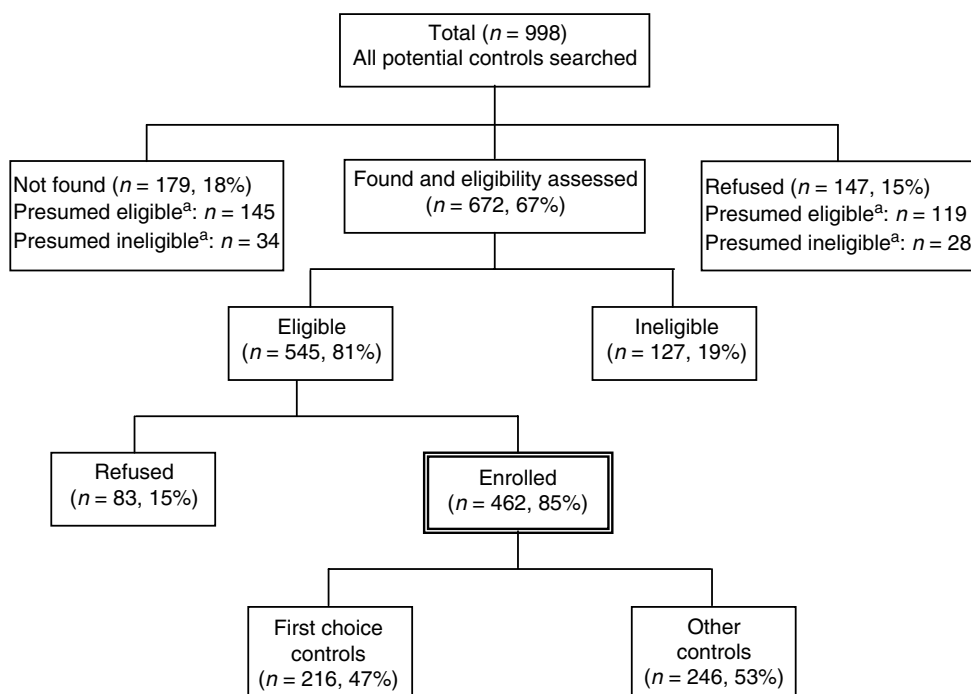 Total (n = 998)
All potential controls searched
Not found (n = 179, 18%)
Presumed eligibleᵃ: n = 145
Presumed ineligibleᵃ: n = 34
Found and eligibility assessed
(n = 672, 67%)
Refused (n = 147, 15%)
Presumed eligibleᵃ: n = 119
Presumed ineligibleᵃ: n = 28
Eligible
(n = 545, 81%)
Ineligible
(n = 127, 19%)
Refused
(n = 83, 15%)
Enrolled
(n = 462, 85%)
First choice
controls
(n = 216, 47%)
Other
controls
(n = 246, 53%)